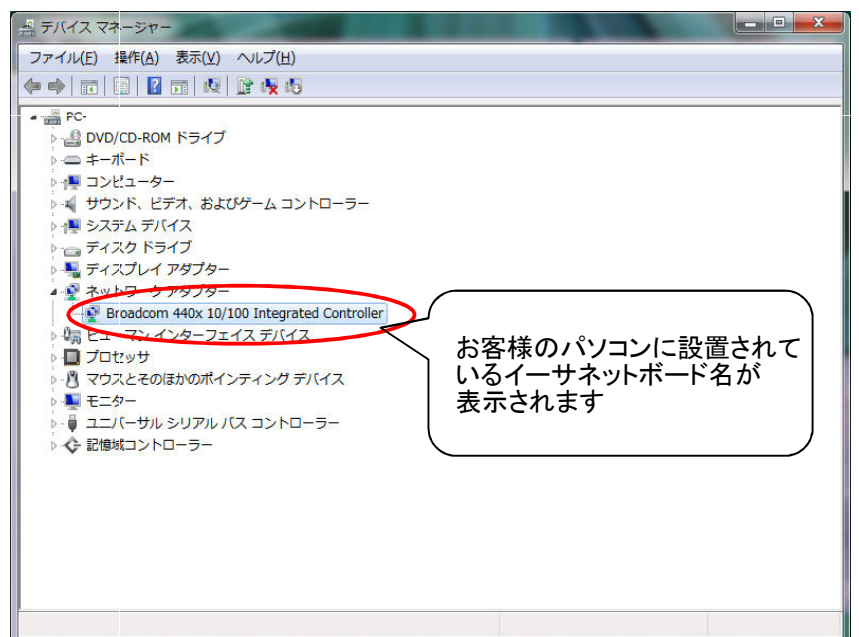 デバイス マネージャー
ファイル(F) 操作(A) 表示(V) ヘルプ(H)
PC-
DVD/CD-ROM ドライブ
キーボード
コンピューター
サウンド、ビデオ、およびゲーム コントローラー
システム デバイス
ディスク ドライブ
ディスプレイ アダプター
ネットワーク アダプター
Broadcom 440x 10/100 Integrated Controller
ヒューマン インターフェイス デバイス
プロセッサ
マウスとそのほかのポインティング デバイス
モニター
ユニバーサル シリアル バス コントローラー
記憶域コントローラー
お客様のパソコンに設置されて
いるイーサネットボード名が
表示されます